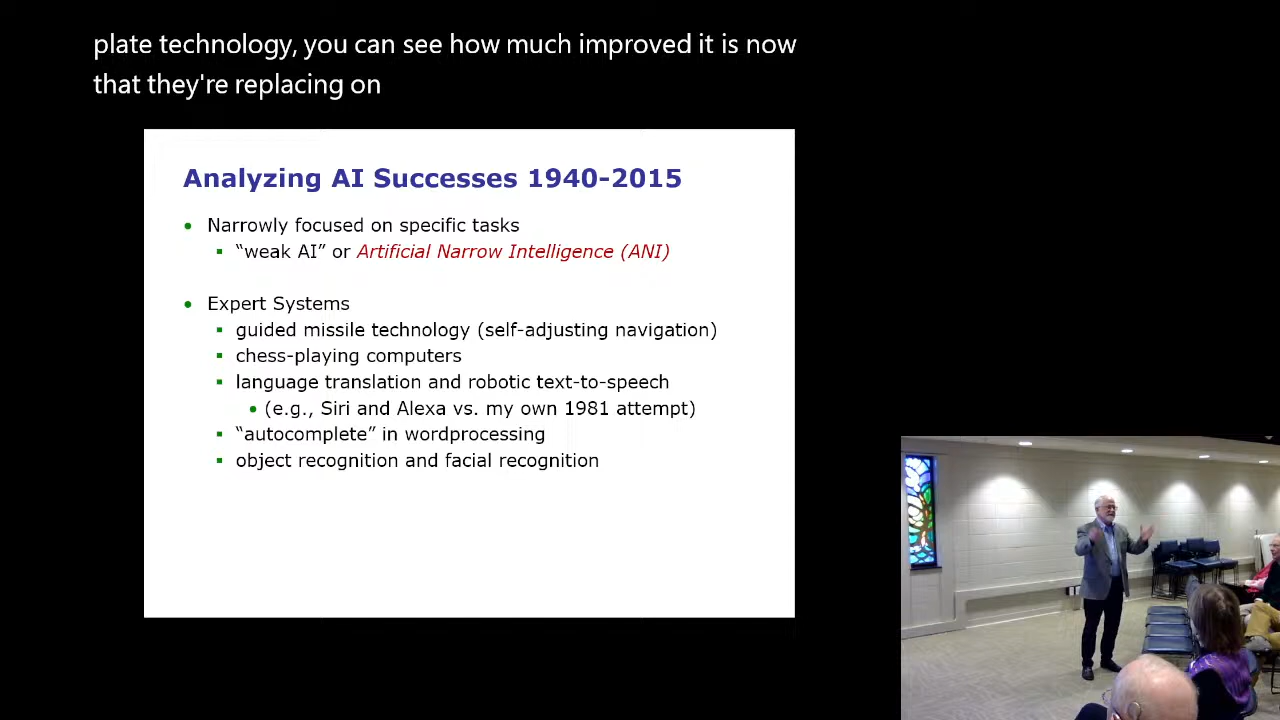 plate technology, you can see how much improved it is now
that they're replacing on
Analyzing AI Successes 1940-2015
• Narrowly focused on specific tasks
▪ “weak AI” or Artificial Narrow Intelligence (ANI)
• Expert Systems
▪ guided missile technology (self-adjusting navigation)
▪ chess-playing computers
▪ language translation and robotic text-to-speech
• (e.g., Siri and Alexa vs. my own 1981 attempt)
▪ “autocomplete” in wordprocessing
▪ object recognition and facial recognition